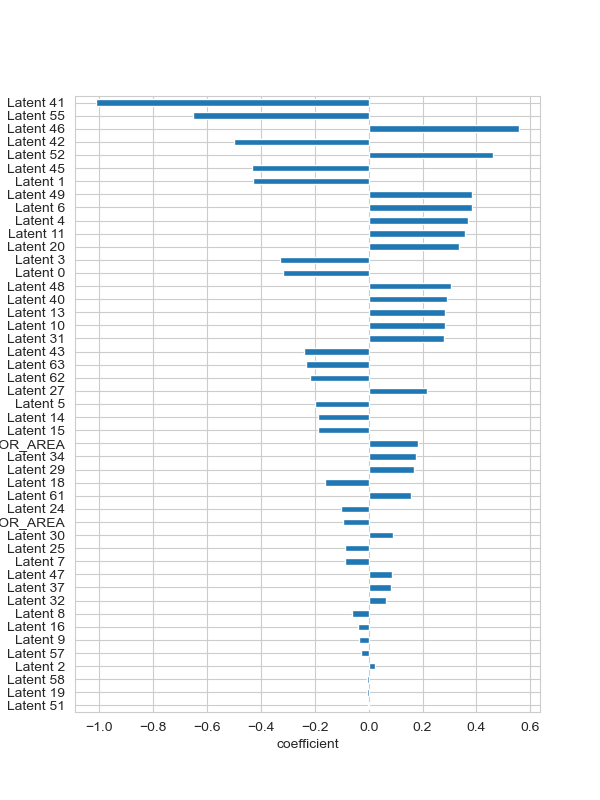 Latent 41
Latent 55
Latent 46
Latent 42
Latent 52
Latent 45
Latent 1
Latent 49
Latent 6
Latent 4
Latent 11
Latent 20
Latent 3
Latent 0
Latent 48
Latent 40
Latent 13
Latent 10
Latent 31
Latent 43
Latent 63
Latent 62
Latent 27
Latent 5
Latent 14
Latent 15
OR_AREA
Latent 34
Latent 29
Latent 18
Latent 61
Latent 24
OR_AREA
Latent 30
Latent 25
Latent 7
Latent 47
Latent 37
Latent 32
Latent 8
Latent 16
Latent 9
Latent 57
Latent 2
Latent 58
Latent 19
Latent 51
−1.0 −0.8 −0.6 −0.4 −0.2 0.0 0.2 0.4 0.6
coefficient